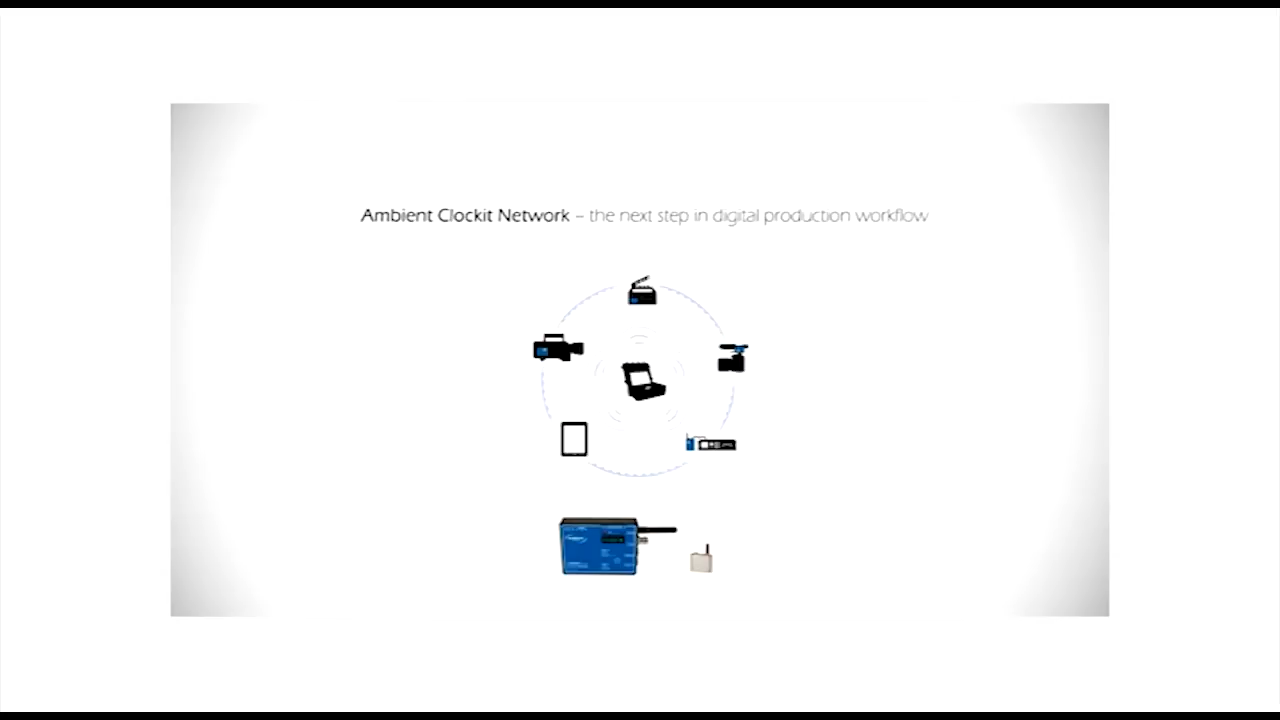 Ambient Clockit Network – the next step in digital production workflow